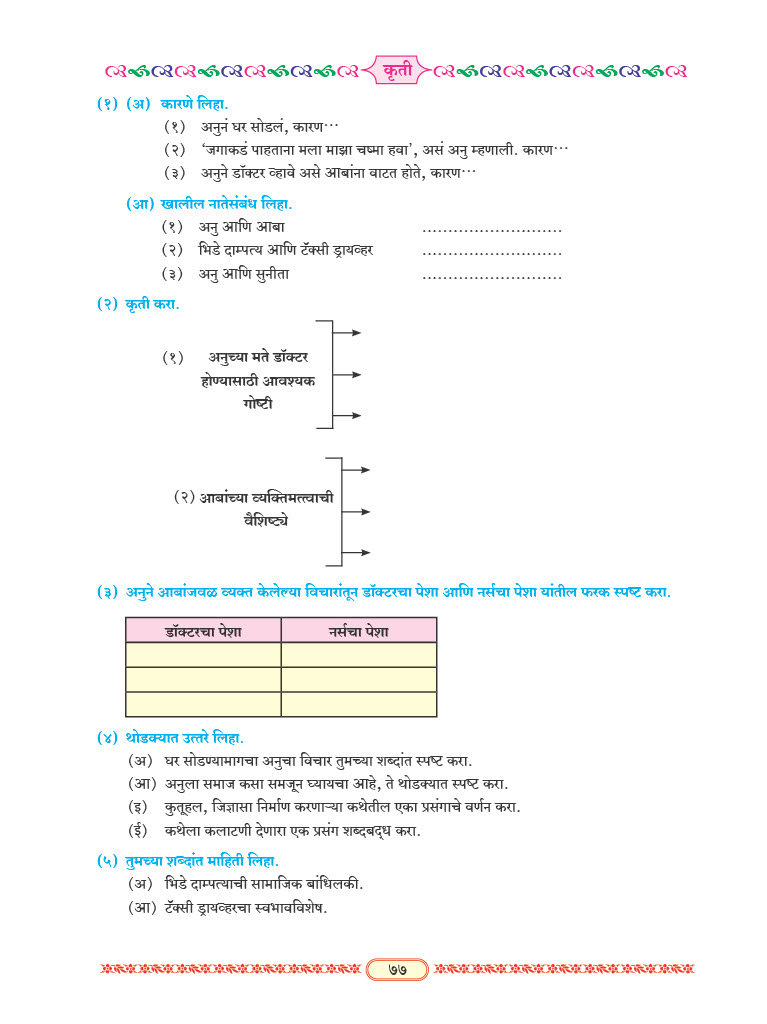 कृती
(१) (अ) कारणे लिहा.
(१) अनुनं घर सोडलं, कारण···
(२) ‘जगाकडं पाहताना मला माझा चष्मा हवा’, असं अनु म्हणाली. कारण···
(३) अनुने डॉक्टर व्हावे असे आबांना वाटत होते, कारण···
(आ) खालील नातेसंबंध लिहा.
(१) अनु आणि आबा ...........................
(२) भिडे दाम्पत्य आणि टॅक्सी ड्रायव्हर ...........................
(३) अनु आणि सुनीता ...........................
(२) कृती करा.
(१) अनुच्या मते डॉक्टर
होण्यासाठी आवश्यक
गोष्टी
(२) आबांच्या व्यक्तिमत्त्वाची
वैशिष्ट्ये
(३) अनुने आबांजवळ व्यक्त केलेल्या विचारांतून डॉक्टरचा पेशा आणि नर्सचा पेशा यांतील फरक स्पष्ट करा.
डॉक्टरचा पेशा नर्सचा पेशा
(४) थोडक्यात उत्तरे लिहा.
(अ) घर सोडण्यामागचा अनुचा विचार तुमच्या शब्दांत स्पष्ट करा.
(आ) अनुला समाज कसा समजून घ्यायचा आहे, ते थोडक्यात स्पष्ट करा.
(इ) कुतूहल, जिज्ञासा निर्माण करणाऱ्या कथेतील एका प्रसंगाचे वर्णन करा.
(ई) कथेला कलाटणी देणारा एक प्रसंग शब्दबद्ध करा.
(५) तुमच्या शब्दांत माहिती लिहा.
(अ) भिडे दाम्पत्याची सामाजिक बांधिलकी.
(आ) टॅक्सी ड्रायव्हरचा स्वभावविशेष.
७७